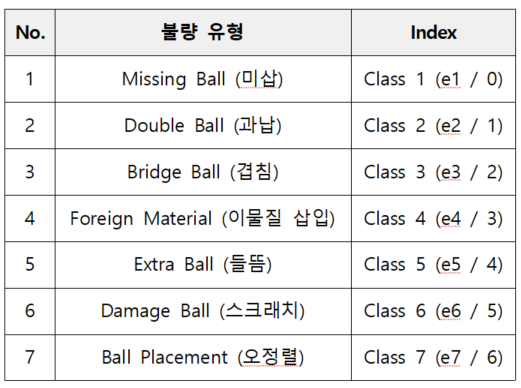 No. 불량 유형 Index
1 Missing Ball (미삽) Class 1 (e1 / 0)
2 Double Ball (과납) Class 2 (e2 / 1)
3 Bridge Ball (겹침) Class 3 (e3 / 2)
4 Foreign Material (이물질 삽입) Class 4 (e4 / 3)
5 Extra Ball (들뜸) Class 5 (e5 / 4)
6 Damage Ball (스크래치) Class 6 (e6 / 5)
7 Ball Placement (오정렬) Class 7 (e7 / 6)